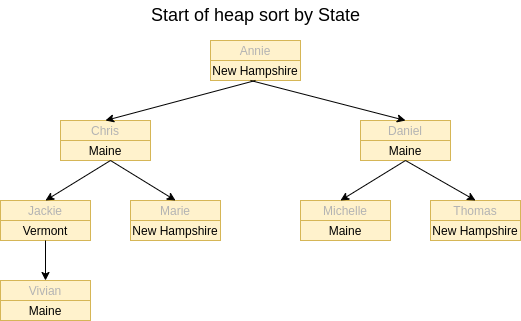 Start of heap sort by State
Annie
New Hampshire
Chris
Maine
Daniel
Maine
Jackie
Vermont
Marie
New Hampshire
Michelle
Maine
Thomas
New Hampshire
Vivian
Maine